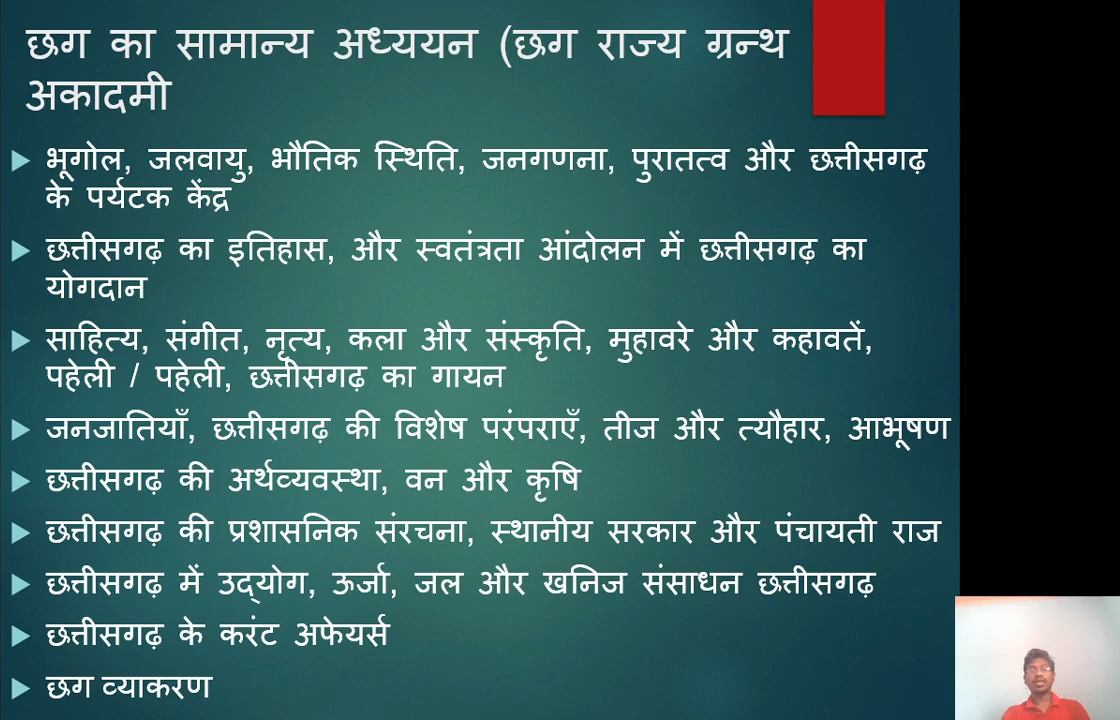 छग का सामान्य अध्ययन (छग राज्य ग्रन्थ
अकादमी
भूगोल, जलवायु, भौतिक स्थिति, जनगणना, पुरातत्व और छत्तीसगढ़
के पर्यटक केंद्र
छत्तीसगढ़ का इतिहास, और स्वतंत्रता आंदोलन में छत्तीसगढ़ का
योगदान
साहित्य, संगीत, नृत्य, कला और संस्कृति, मुहावरे और कहावतें,
पहेली / पहेली, छत्तीसगढ़ का गायन
जनजातियाँ, छत्तीसगढ़ की विशेष परंपराएँ, तीज और त्यौहार, आभूषण
छत्तीसगढ़ की अर्थव्यवस्था, वन और कृषि
छत्तीसगढ़ की प्रशासनिक संरचना, स्थानीय सरकार और पंचायती राज
छत्तीसगढ़ में उद्योग, ऊर्जा, जल और खनिज संसाधन छत्तीसगढ़
छत्तीसगढ़ के करंट अफेयर्स
छग व्याकरण